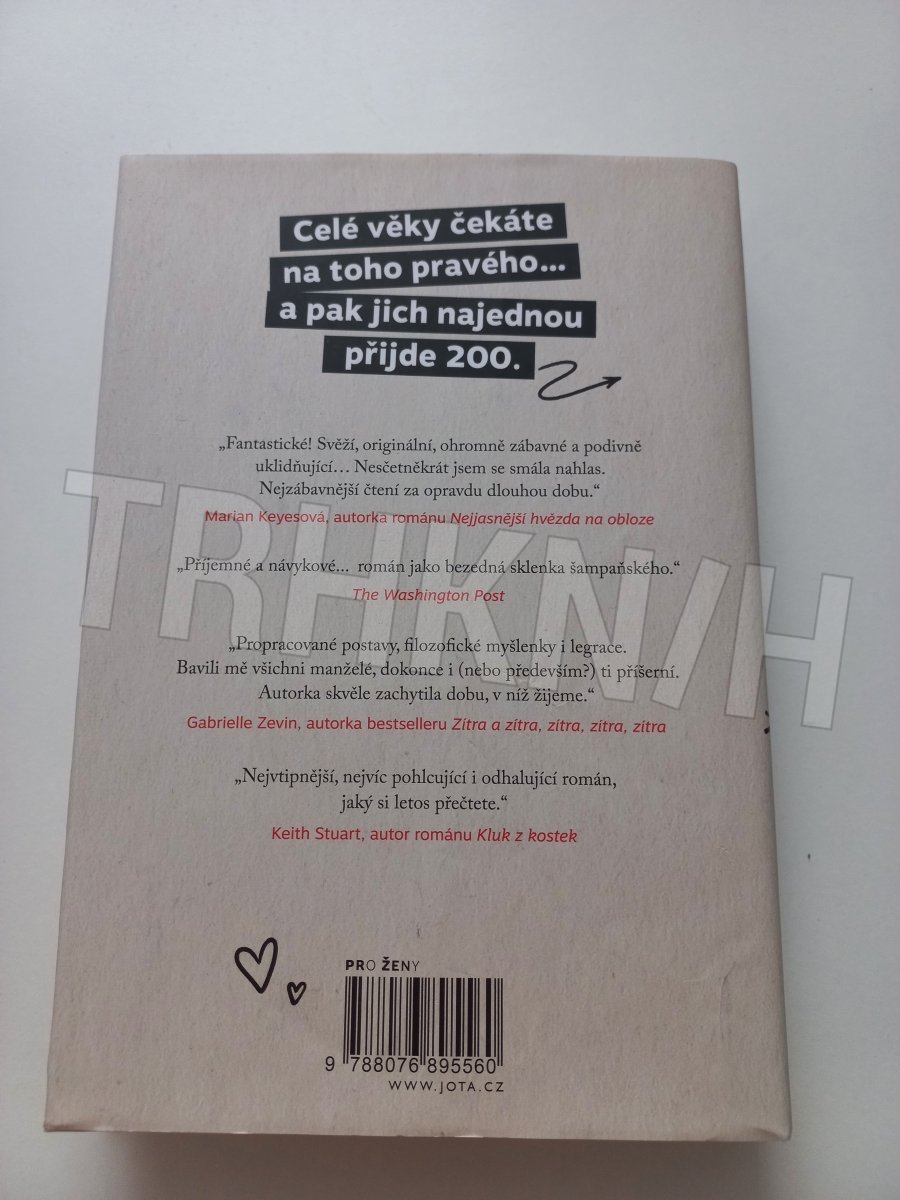 Celé věky čekáte
na toho pravého...
a pak jich najednou
přijde 200.
„Fantastické! Svěží, originální, ohromně zábavné a podivně
uklidňující… Nesčetněkrát jsem se smála nahlas.
Nejzábavnější čtení za opravdu dlouhou dobu.“
Marian Keyesová, autorka románu Nejjasnější hvězda na obloze
„Příjemné a návykové... román jako bezedná sklenka šampaňského.“
The Washington Post
„Propracované postavy, filozofické myšlenky i legrace.
Bavili mě všichni manželé, dokonce i (nebo především?) ti příšerní.
Autorka skvěle zachytila dobu, v níž žijeme.“
Gabrielle Zevin, autorka bestselleru Zítra a zítra, zítra, zítra, zítra
„Nejvtipnější, nejvíc pohlcující i odhalující román,
jaký si letos přečtete.“
Keith Stuart, autor románu Kluk z kostek
PRO ŽENY
9 788076 895560
WWW.JOTA.CZ
TRHKNIH